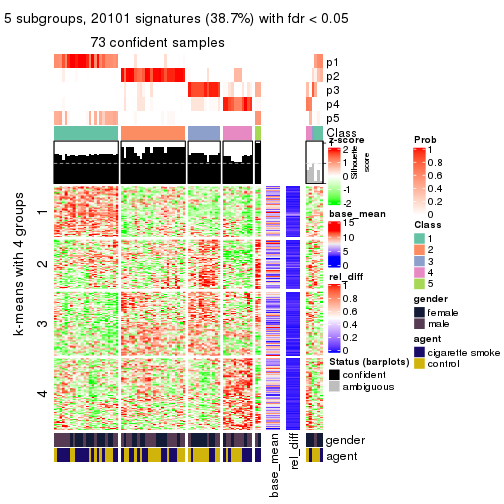 5 subgroups, 20101 signatures (38.7%) with fdr < 0.05
73 confident samples
p1
p2
p3
p4
p5
Class
z-score
2
1
0
-1
-2
Silhouette
score
base_mean
15
10
5
0
rel_diff
1
0.8
0.6
0.4
0.2
0
Status (barplots)
confident
ambiguous
Prob
1
0.8
0.6
0.4
0.2
0
Class
1
2
3
4
5
gender
female
male
agent
cigarette smoke
control
k-means with 4 groups
1
2
3
4
gender
agent
base_mean
rel_diff